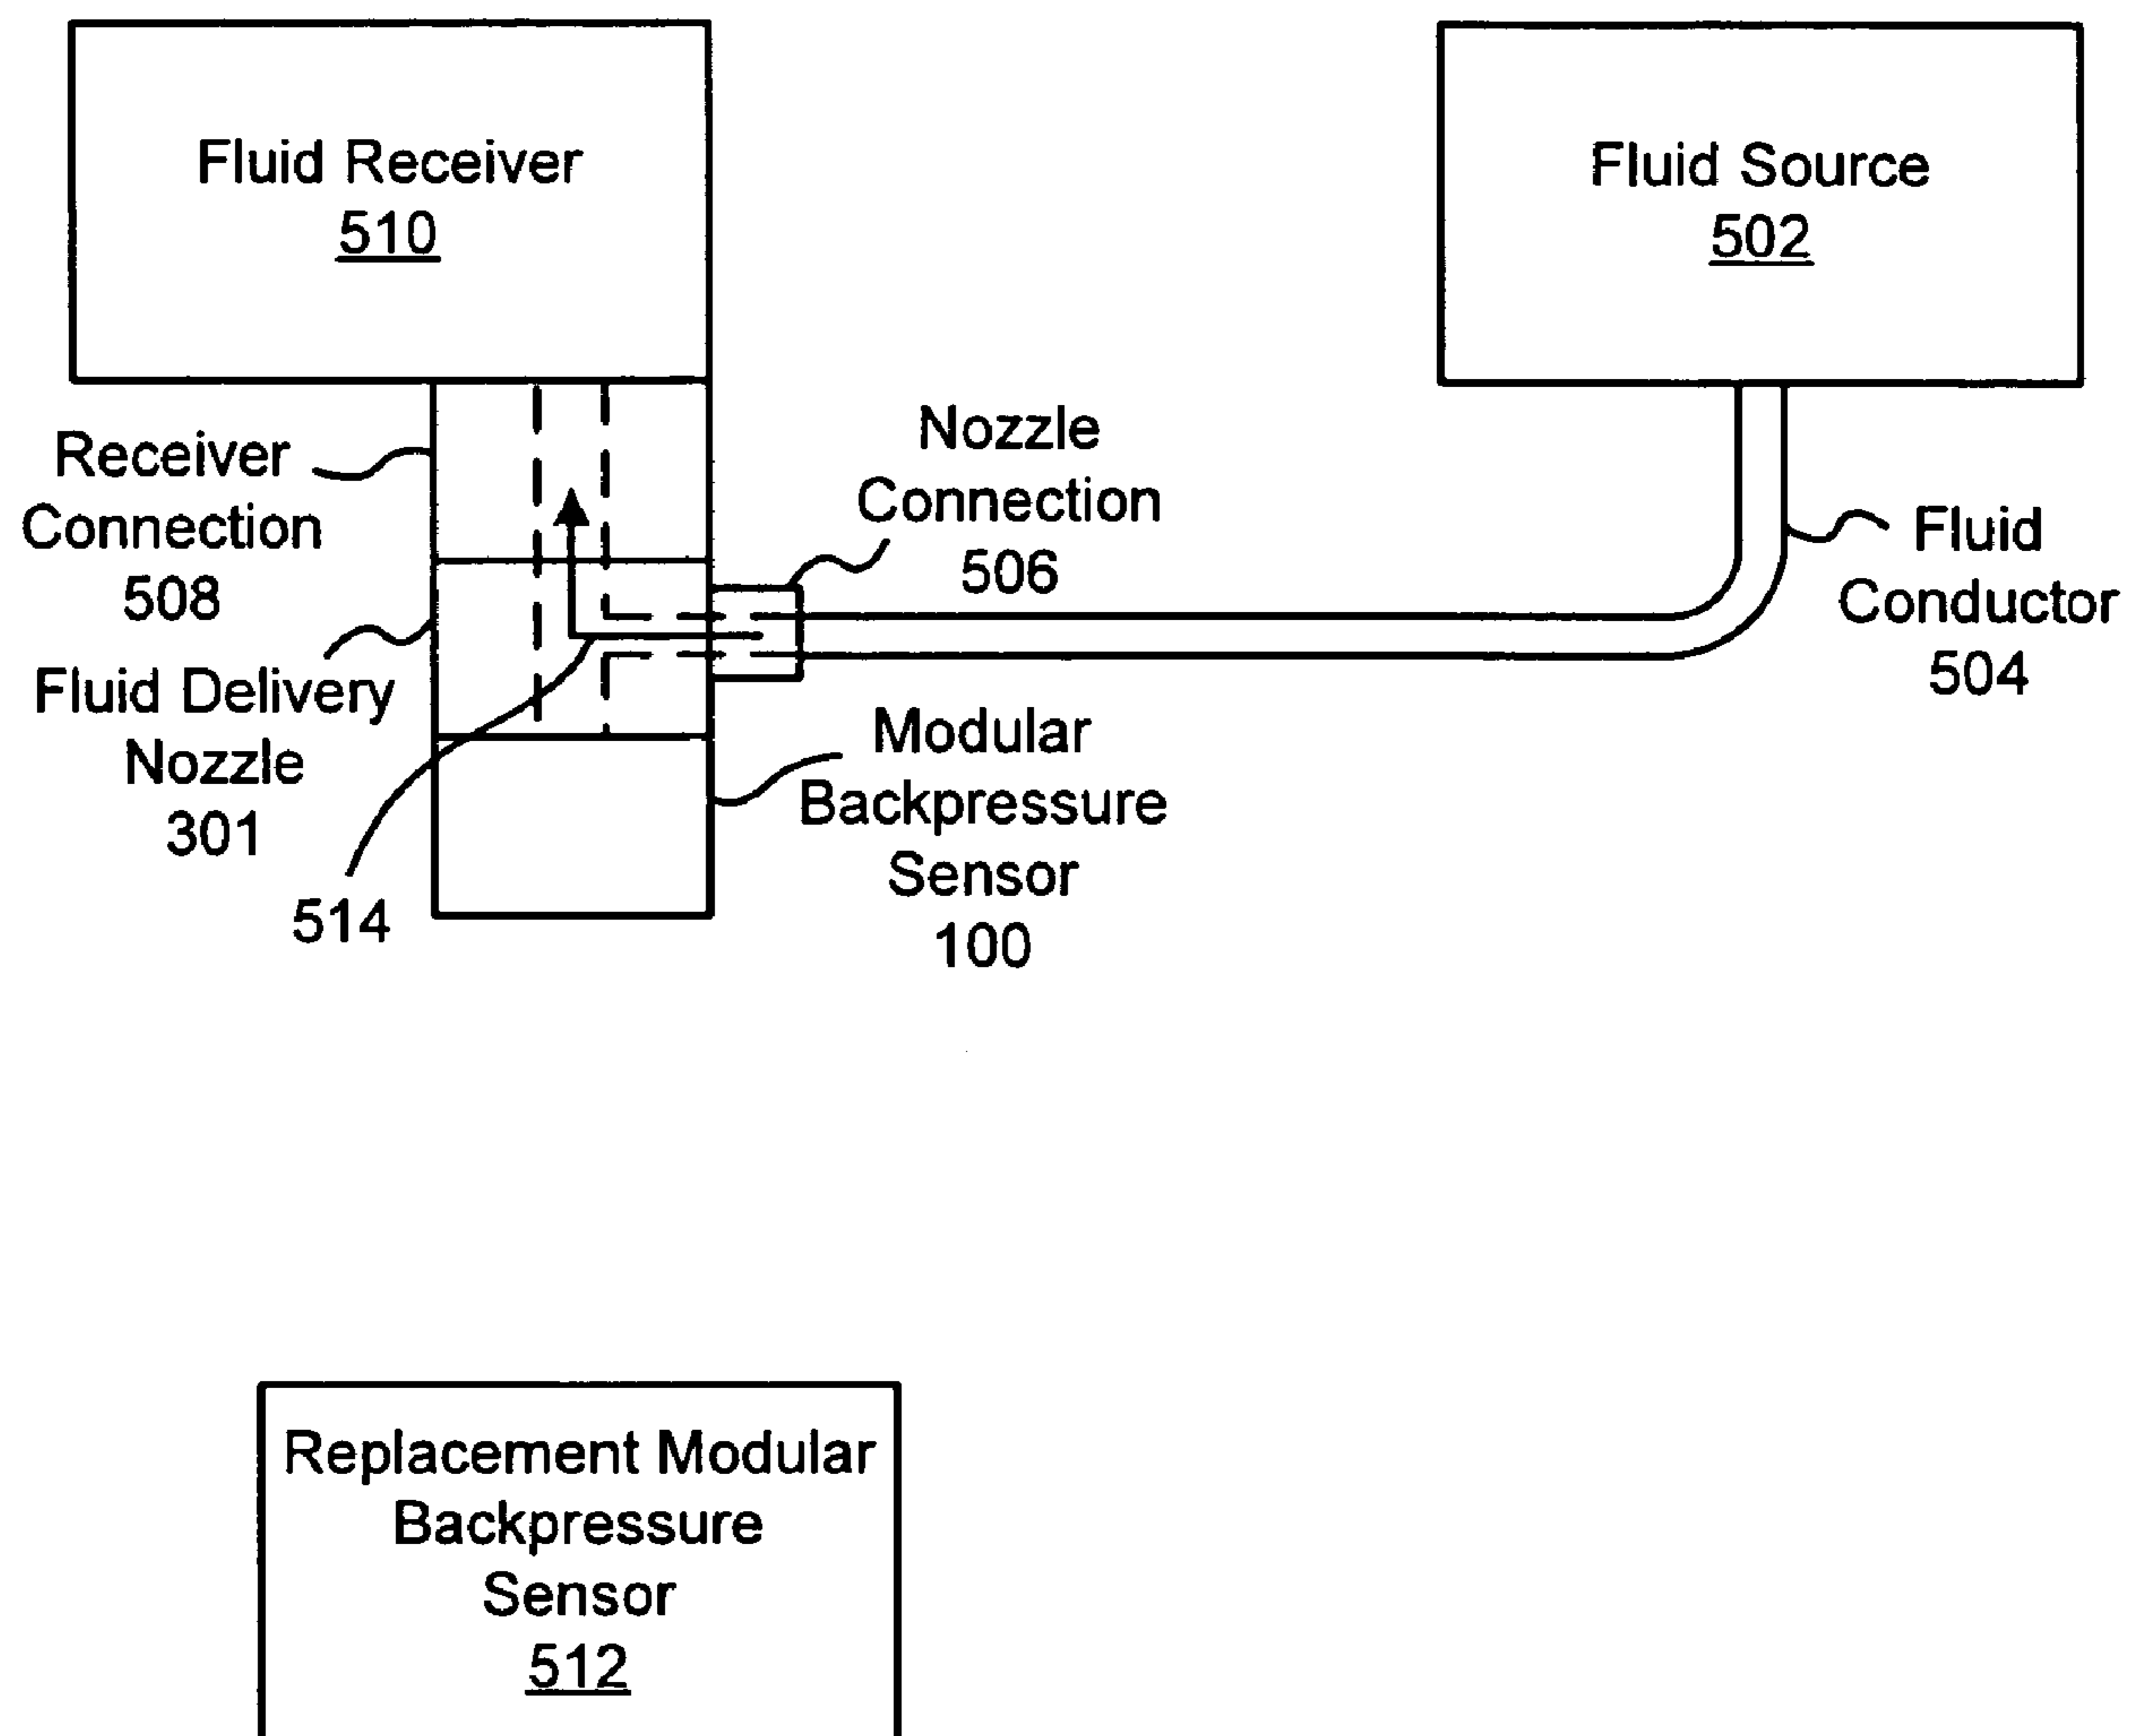 Fluid Receiver
510
Fluid Source
502
Receiver
Connection
508
Nozzle
Connection
506
Fluid
Conductor
504
Fluid Delivery
Nozzle
301
Modular
Backpressure
Sensor
100
514
Replacement Modular
Backpressure
Sensor
512